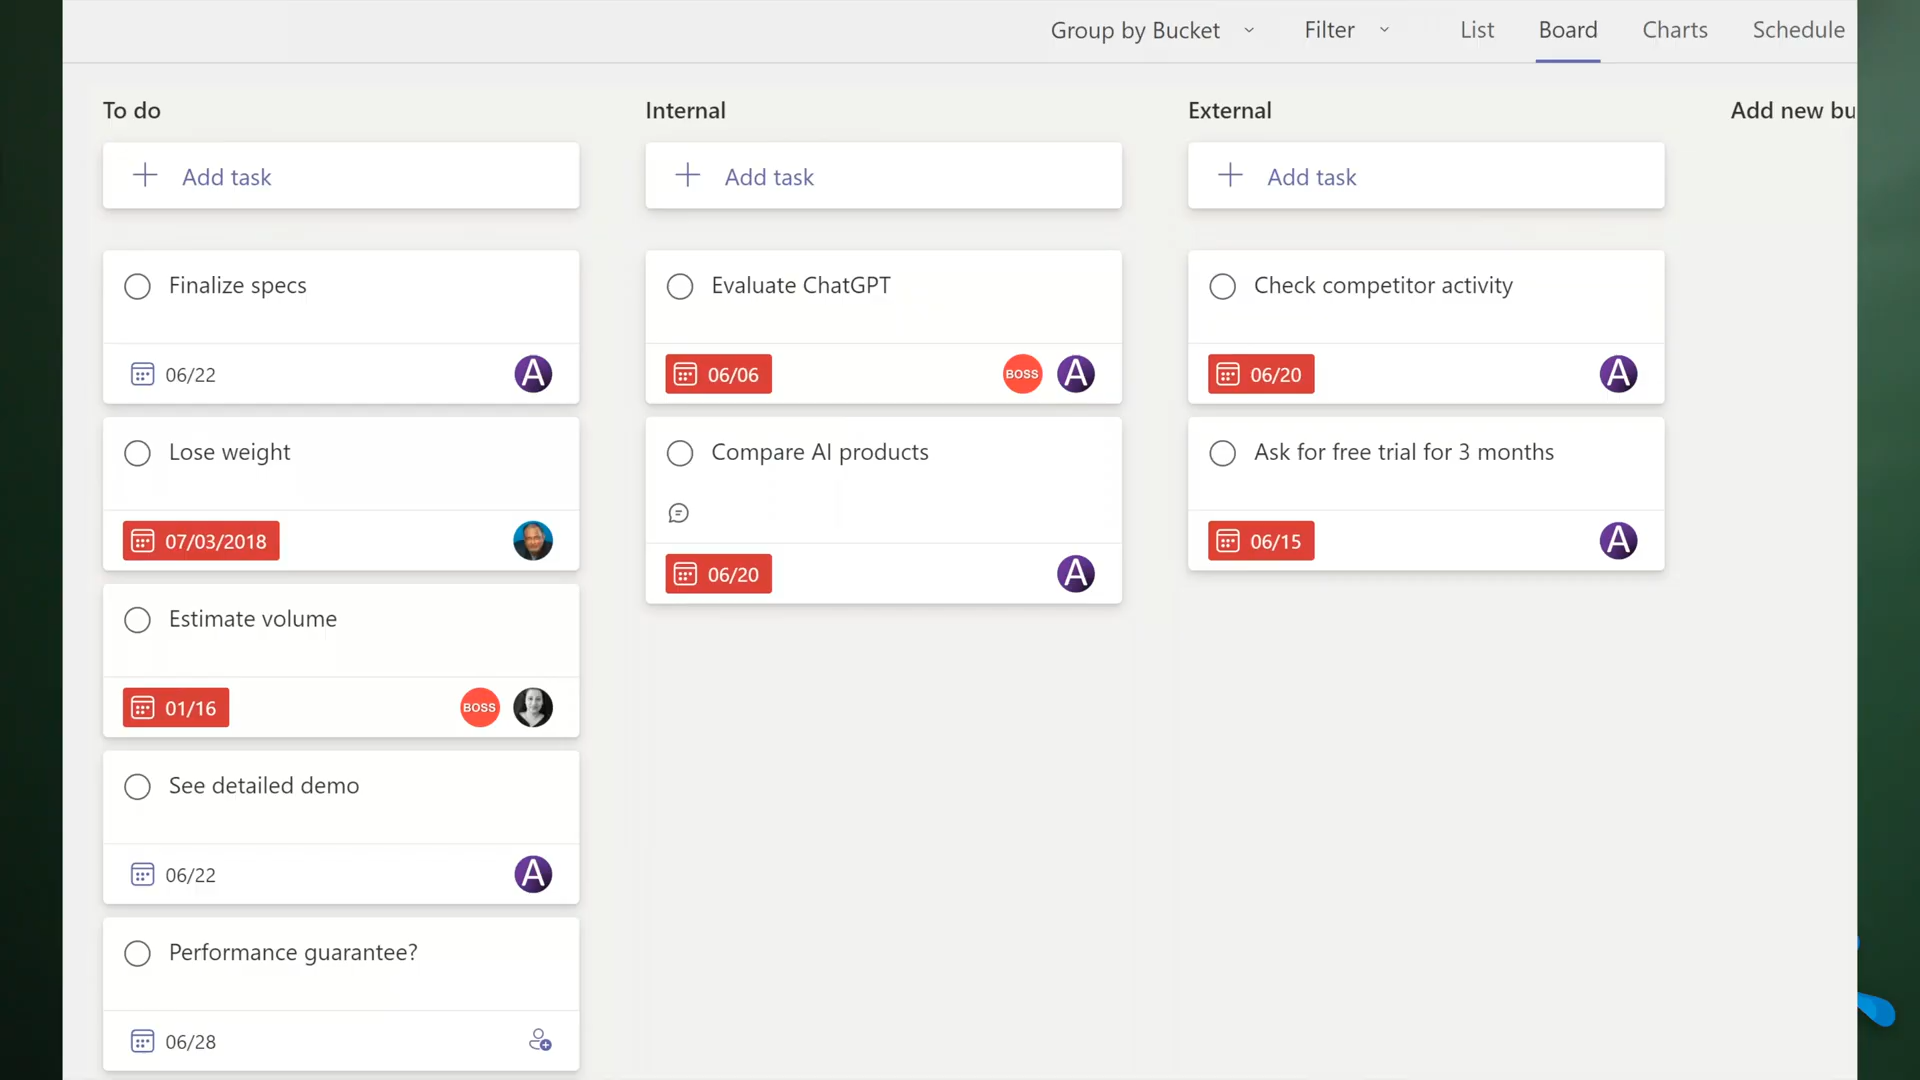 Group by Bucket
Filter
List
Board
Charts
Schedule
To do
Add task
Finalize specs
06/22
A
Lose weight
07/03/2018
Estimate volume
01/16
BOSS
See detailed demo
06/22
A
Performance guarantee?
06/28
Internal
Add task
Evaluate ChatGPT
06/06
BOSS
A
Compare AI products
06/20
A
External
Add task
Check competitor activity
06/20
A
Ask for free trial for 3 months
06/15
A
Add new bu